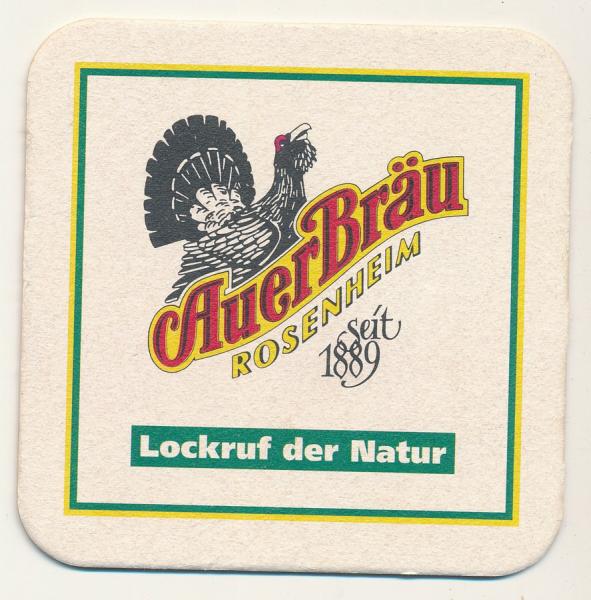 AuerBräu
ROSENHEIM
seit
1889
Lockruf der Natur